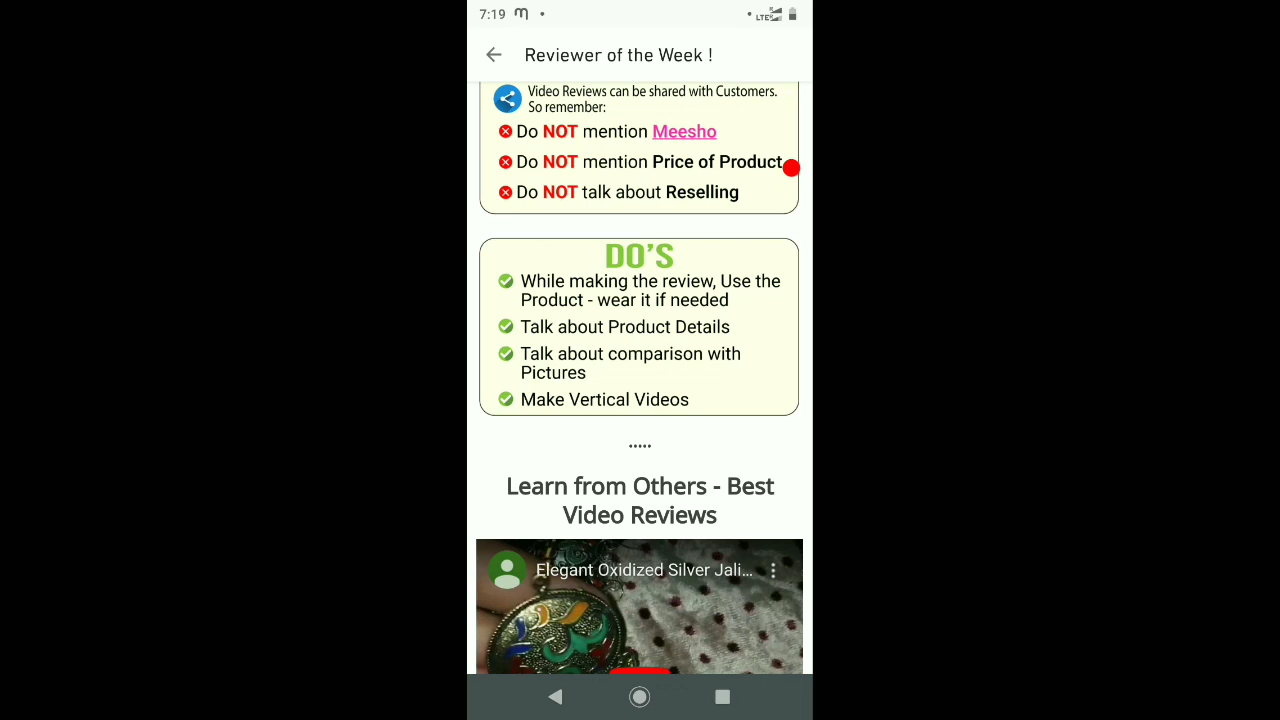 7:19
LTE
Reviewer of the Week !
Video Reviews can be shared with Customers.
So remember:
Do NOT mention Meesho
Do NOT mention Price of Product
Do NOT talk about Reselling
DO'S
While making the review, Use the
Product - wear it if needed
Talk about Product Details
Talk about comparison with
Pictures
Make Vertical Videos
.....
Learn from Others - Best
Video Reviews
Elegant Oxidized Silver Jali...